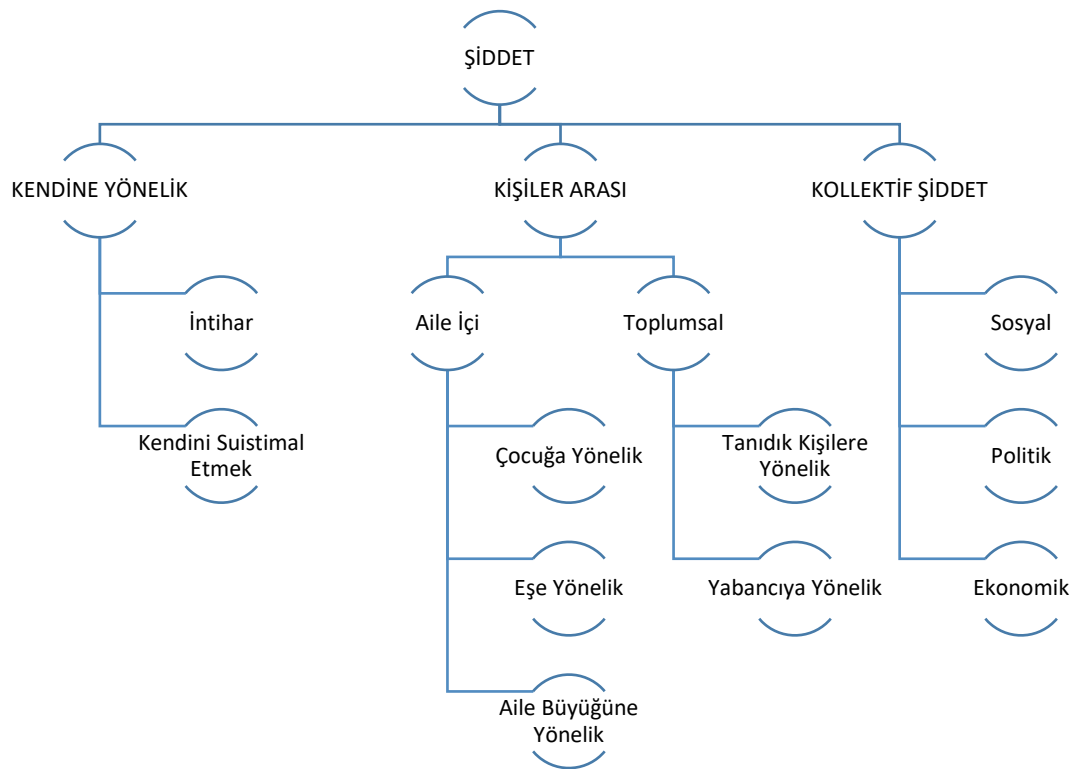 ŞİDDET
KENDİNE YÖNELİK
KİŞİLER ARASI
KOLLEKTİF ŞİDDET
İntihar
Aile İçi
Toplumsal
Sosyal
Kendini Suistimal
Etmek
Çocuğa Yönelik
Tanıdık Kişilere
Yönelik
Politik
Eşe Yönelik
Yabancıya Yönelik
Ekonomik
Aile Büyüğüne
Yönelik